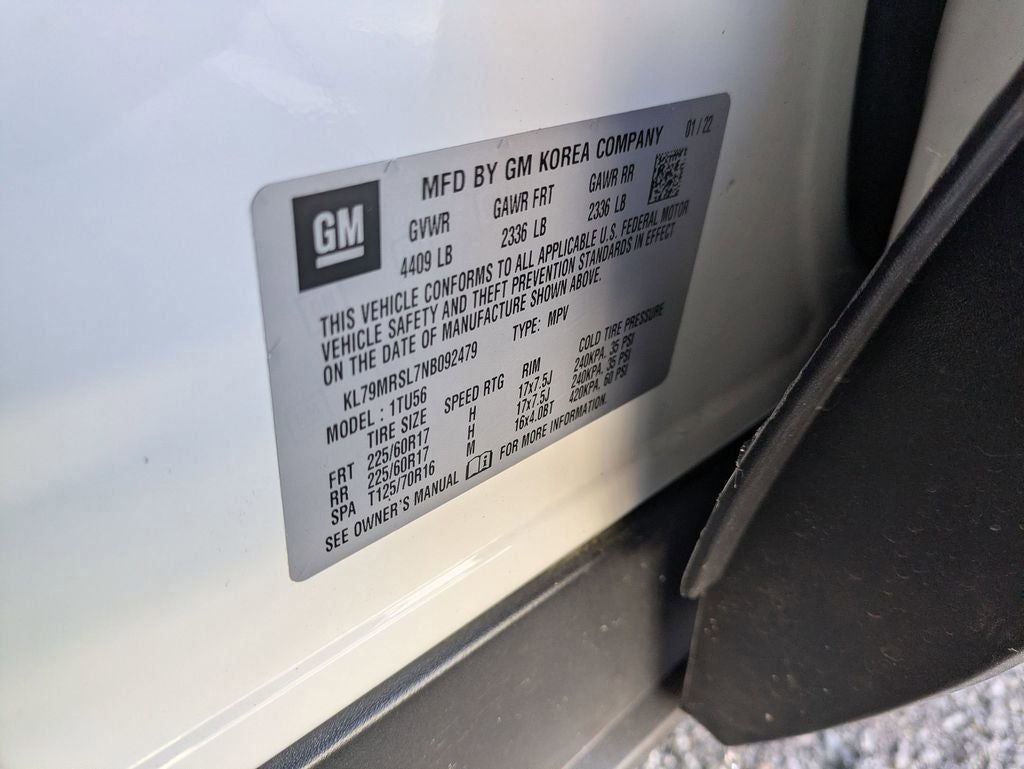 GM
MFD BY GM KOREA COMPANY 01/22
GVWR GAWR FRT GAWR RR
4409 LB 2336 LB 2336 LB
THIS VEHICLE CONFORMS TO ALL APPLICABLE U.S. FEDERAL MOTOR
VEHICLE SAFETY AND THEFT PREVENTION STANDARDS IN EFFECT
ON THE DATE OF MANUFACTURE SHOWN ABOVE.
KL79MRSL7NB092479 TYPE: MPV
MODEL: 1TU56
TIRE SIZE SPEED RTG RIM COLD TIRE PRESSURE
FRT 225/60R17 H 17x7.5J 240KPA, 35 PSI
RR 225/60R17 H 17x7.5J 240KPA, 35 PSI
SPA T125/70R16 M 16x4.0BT 420KPA, 60 PSI
SEE OWNER'S MANUAL FOR MORE INFORMATION.